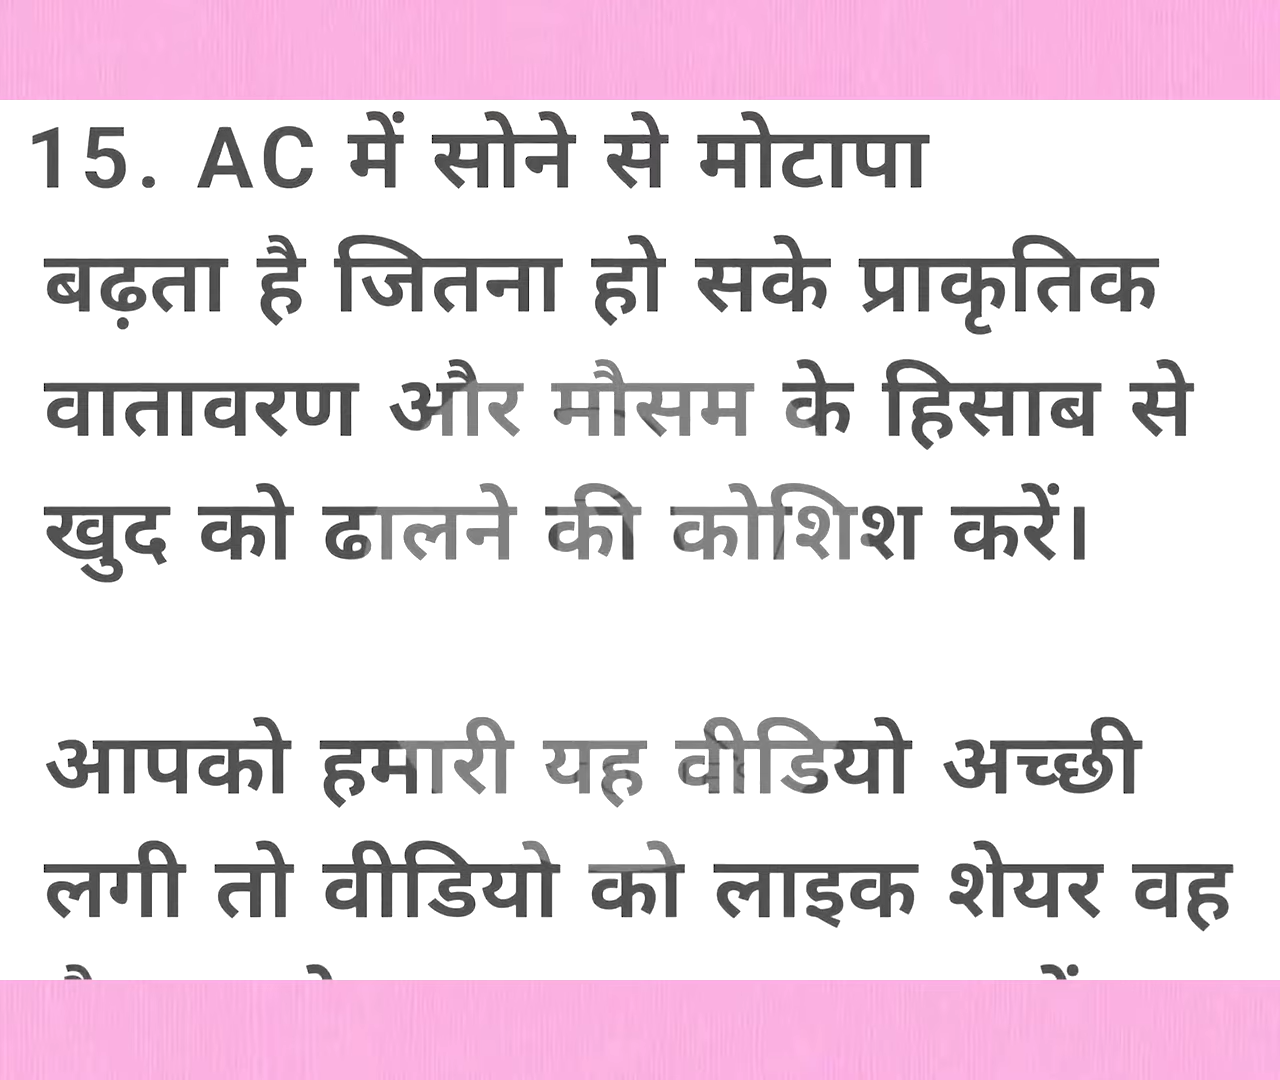 15. AC में सोने से मोटापा
बढ़ता है जितना हो सके प्राकृतिक
वातावरण और मौसम के हिसाब से
खुद को ढालने की कोशिश करें।
आपको हमारी यह वीडियो अच्छी
लगी तो वीडियो को लाइक शेयर वह